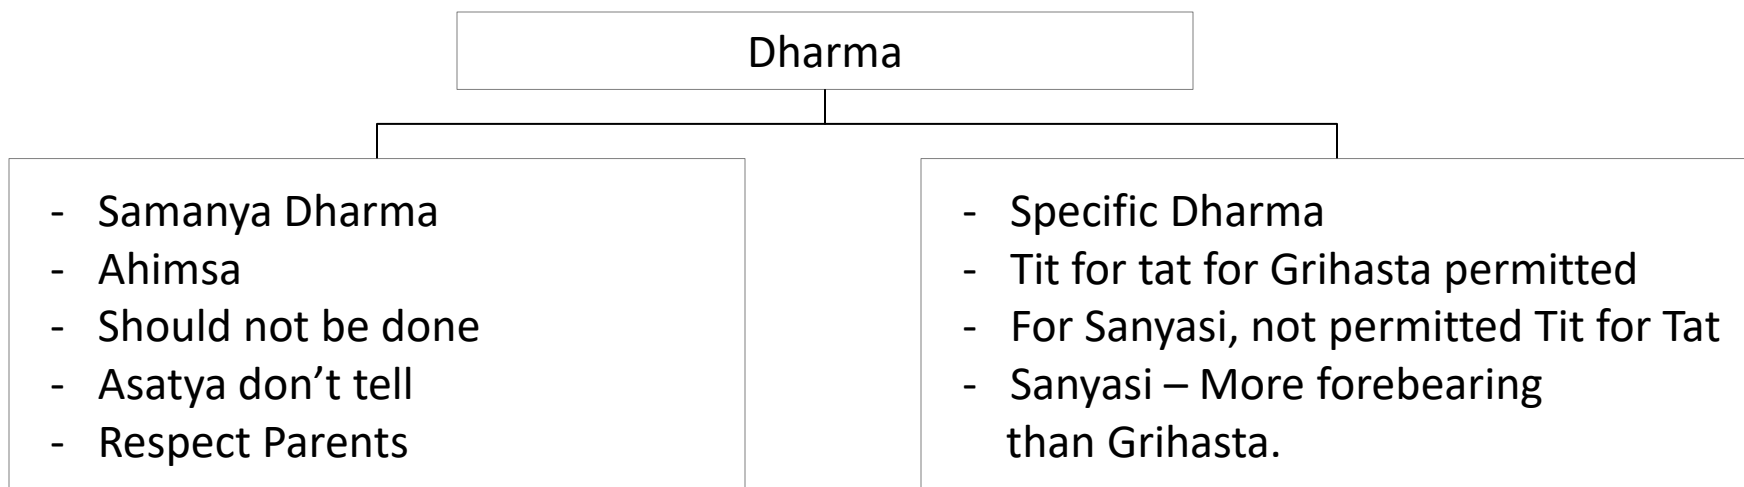 Dharma
- Samanya Dharma
- Ahimsa
- Should not be done
- Asatya don’t tell
- Respect Parents
- Specific Dharma
- Tit for tat for Grihasta permitted
- For Sanyasi, not permitted Tit for Tat
- Sanyasi – More forebearing
than Grihasta.